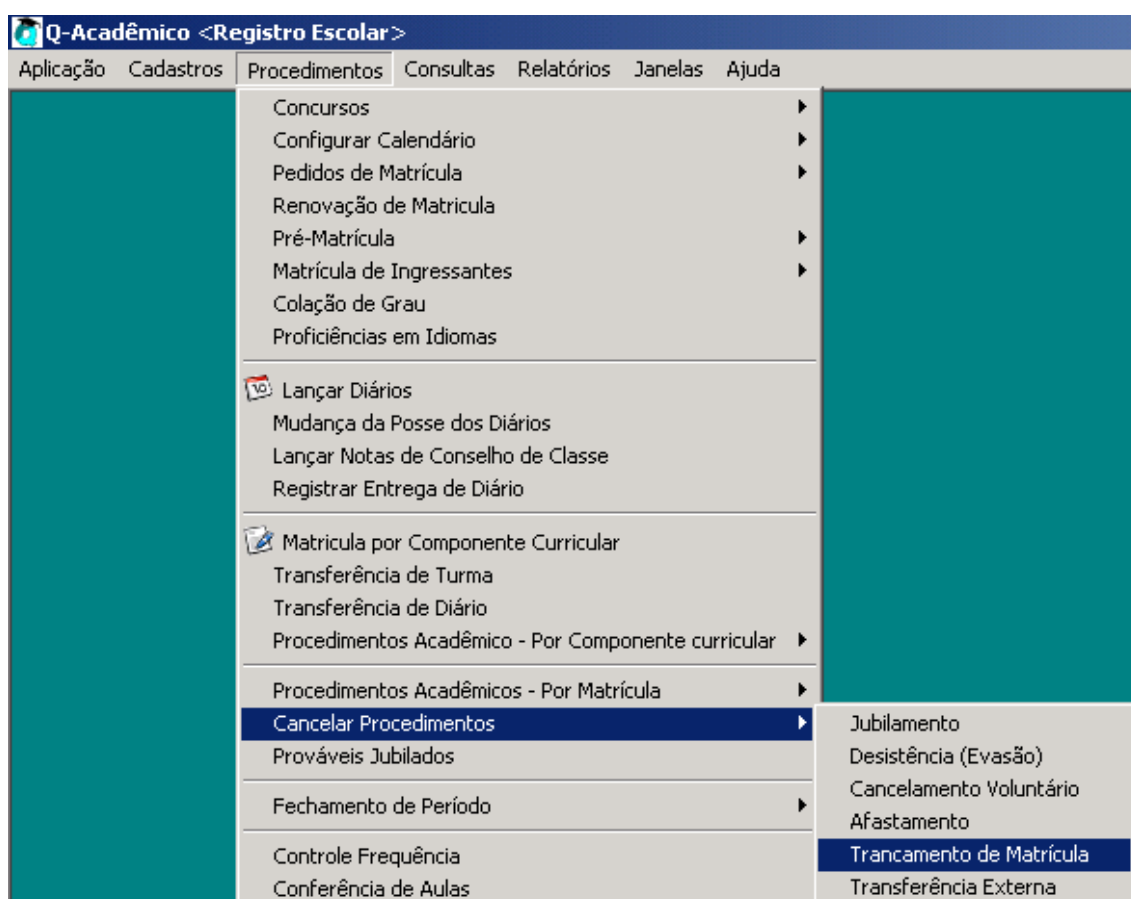 Q-Acadêmico <Registro Escolar>
Aplicação Cadastros Procedimentos Consultas Relatórios Janelas Ajuda
Concursos
Configurar Calendário
Pedidos de Matrícula
Renovação de Matricula
Pré-Matrícula
Matrícula de Ingressantes
Colação de Grau
Proficiências em Idiomas
Lançar Diários
Mudança da Posse dos Diários
Lançar Notas de Conselho de Classe
Registrar Entrega de Diário
Matricula por Componente Curricular
Transferência de Turma
Transferência de Diário
Procedimentos Acadêmico - Por Componente curricular
Procedimentos Acadêmicos - Por Matrícula
Cancelar Procedimentos
Prováveis Jubilados
Fechamento de Período
Controle Frequência
Conferência de Aulas
Jubilamento
Desistência (Evasão)
Cancelamento Voluntário
Afastamento
Trancamento de Matrícula
Transferência Externa